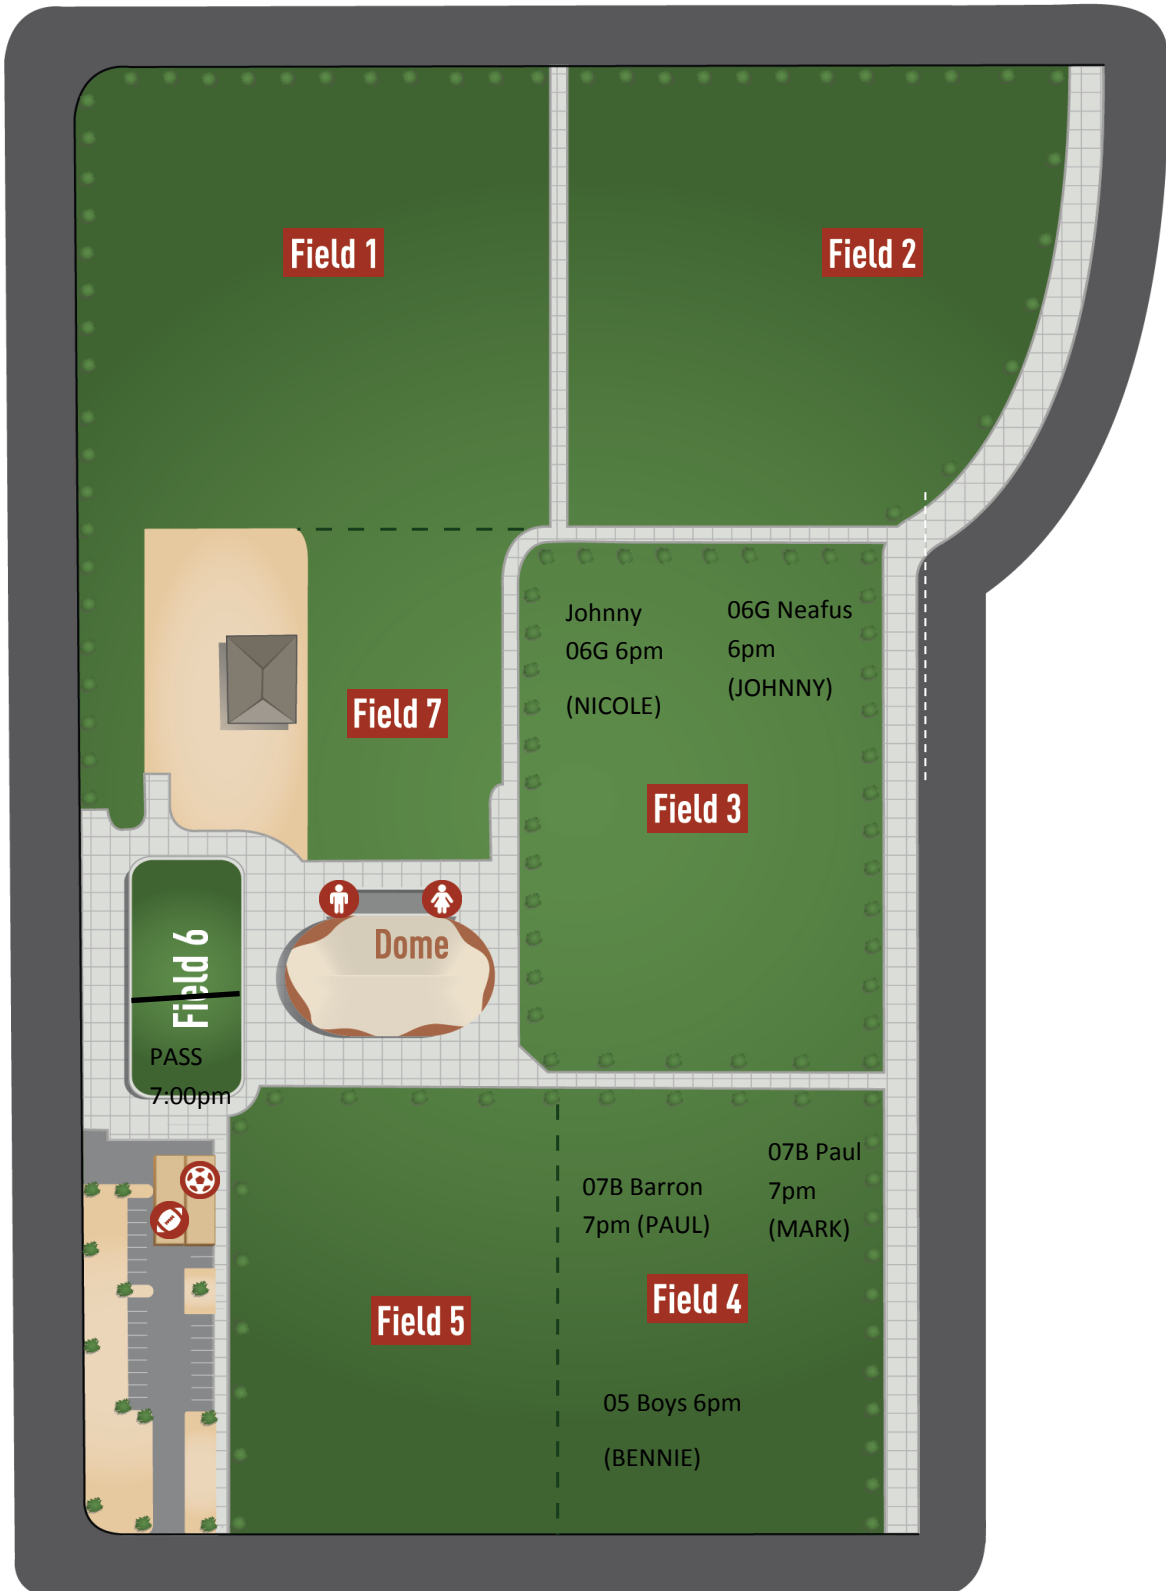 Field 1
Field 2
Johnny
06G 6pm
(NICOLE)
06G Neafus
6pm
(JOHNNY)
Field 7
Field 3
Dome
Field 6
PASS
7:00pm
07B Barron
7pm (PAUL)
07B Paul
7pm
(MARK)
Field 5
Field 4
05 Boys 6pm
(BENNIE)